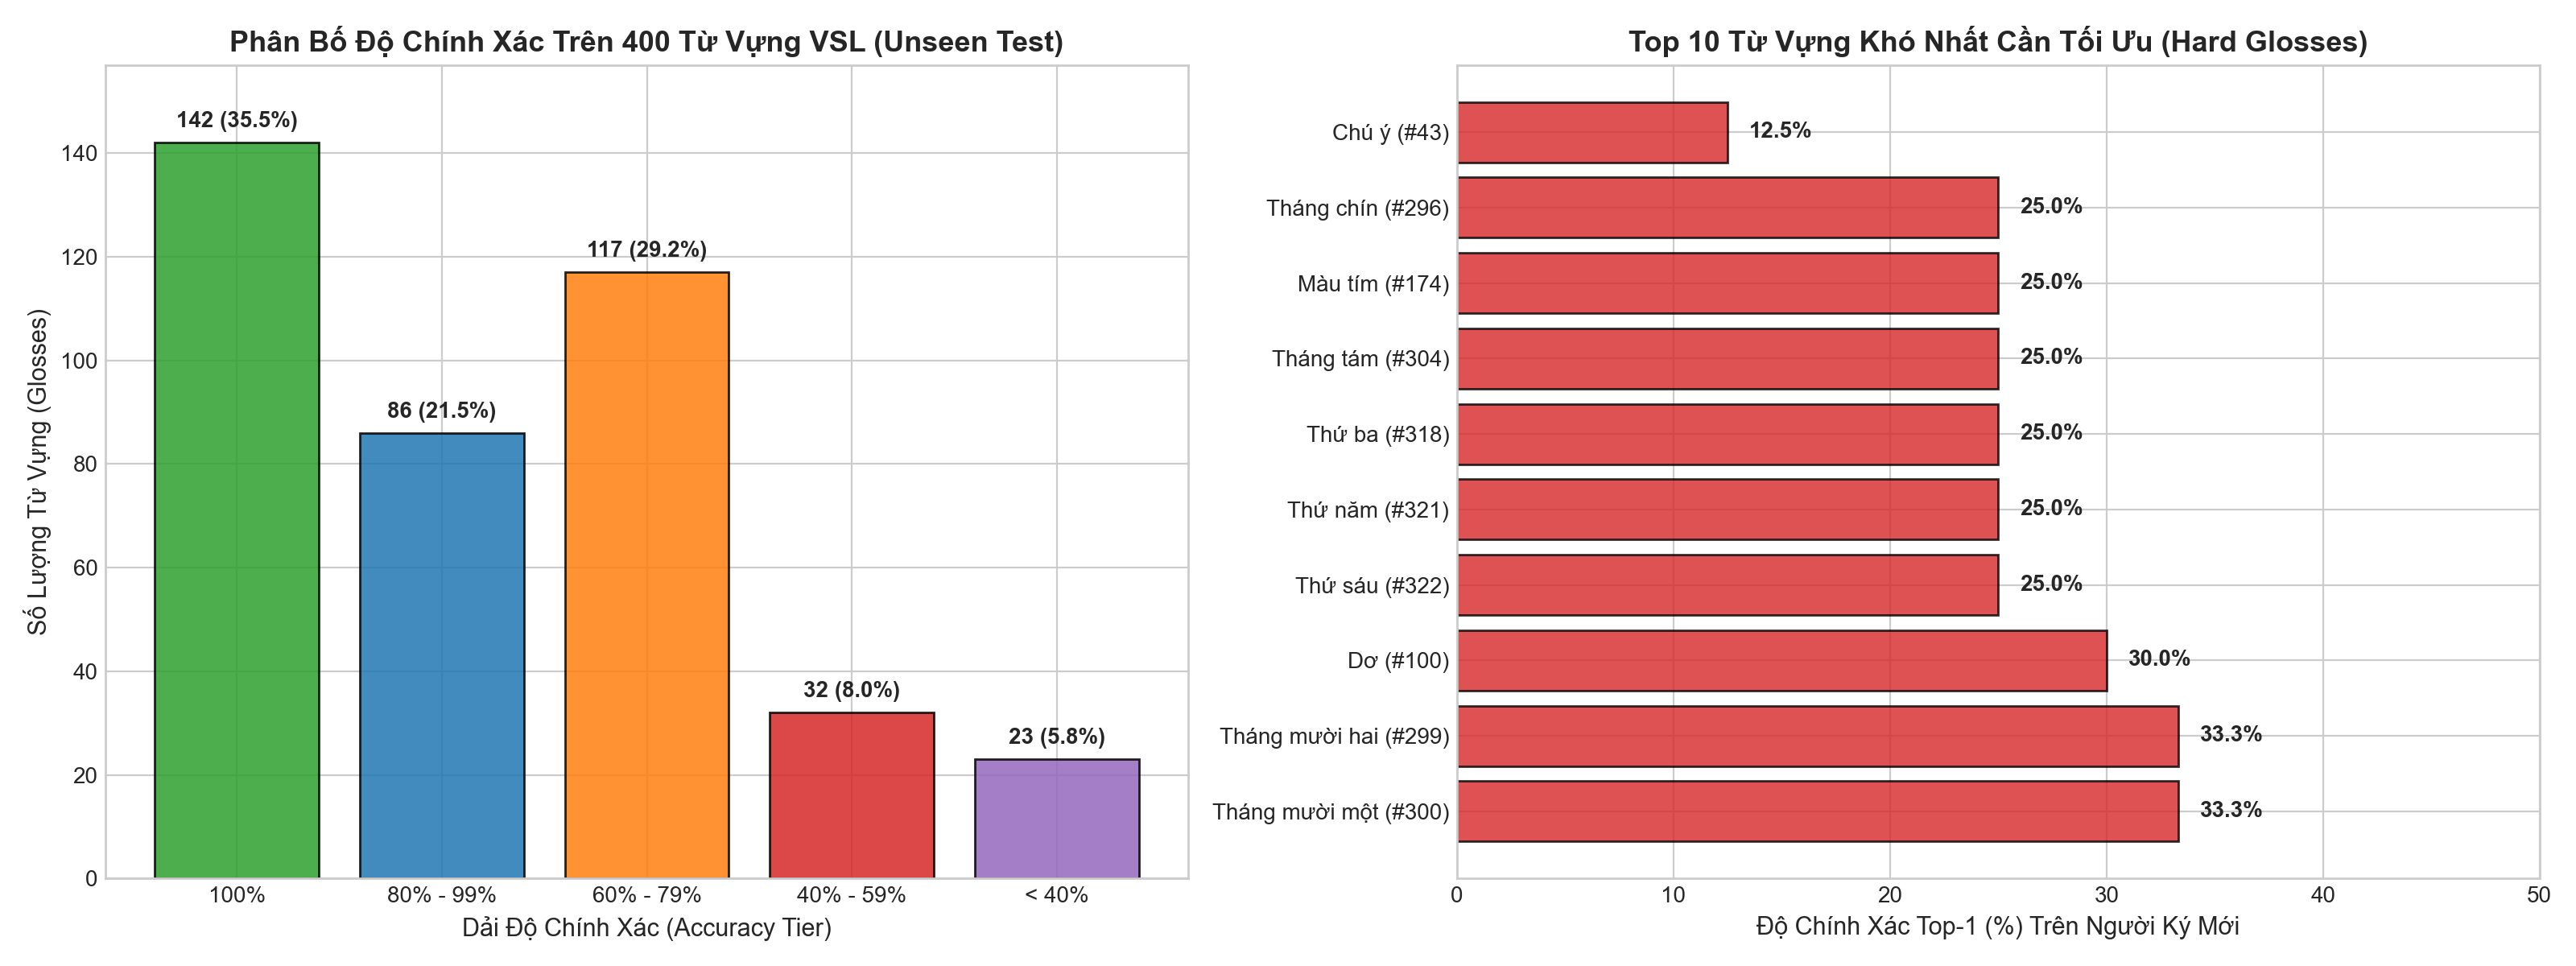 Phân Bố Độ Chính Xác Trên 400 Từ Vựng VSL (Unseen Test)
Số Lượng Từ Vựng (Glosses)
140
120
100
80
60
40
20
0
142 (35.5%)
86 (21.5%)
117 (29.2%)
32 (8.0%)
23 (5.8%)
100%
80% - 99%
60% - 79%
40% - 59%
< 40%
Dải Độ Chính Xác (Accuracy Tier)
Top 10 Từ Vựng Khó Nhất Cần Tối Ưu (Hard Glosses)
Chú ý (#43)
12.5%
Tháng chín (#296)
25.0%
Màu tím (#174)
25.0%
Tháng tám (#304)
25.0%
Thứ ba (#318)
25.0%
Thứ năm (#321)
25.0%
Thứ sáu (#322)
25.0%
Dơ (#100)
30.0%
Tháng mười hai (#299)
33.3%
Tháng mười một (#300)
33.3%
0
10
20
30
40
50
Độ Chính Xác Top-1 (%) Trên Người Ký Mới